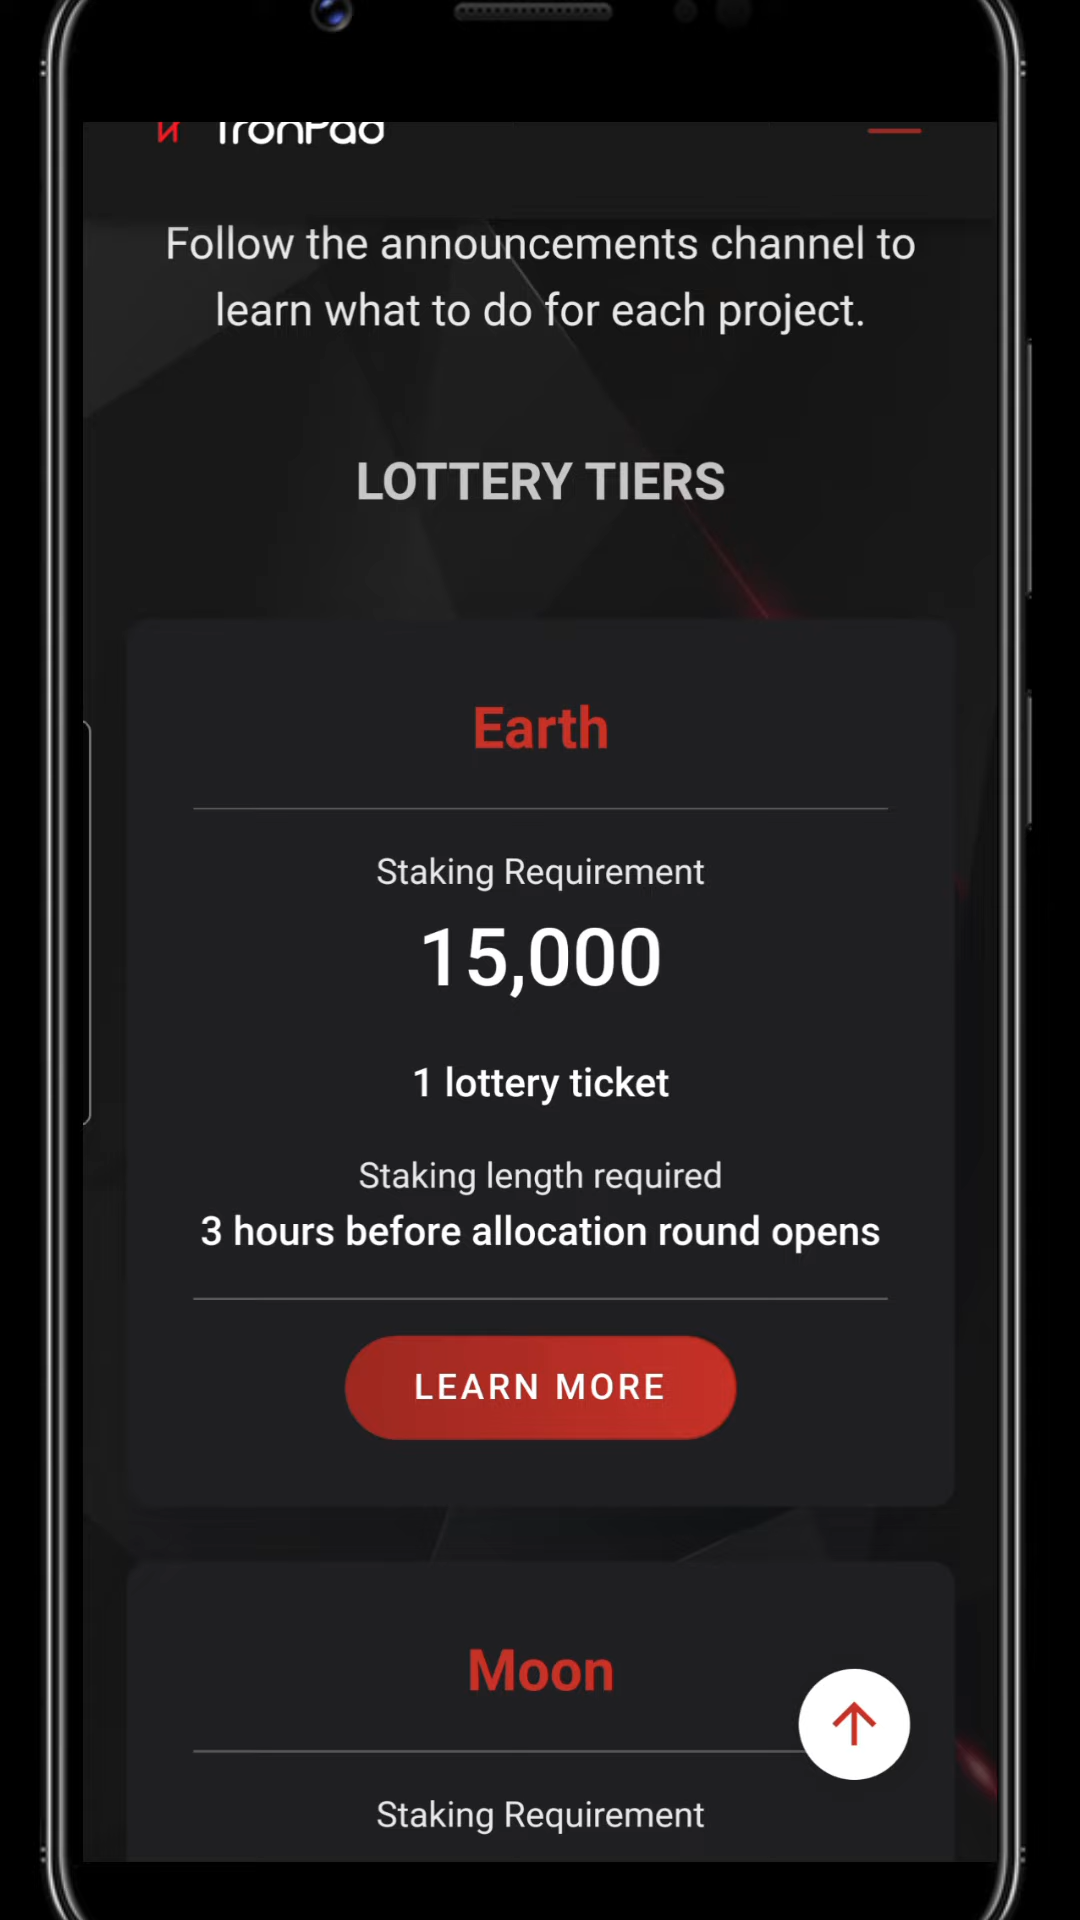 TronPad
Follow the announcements channel to
learn what to do for each project.
LOTTERY TIERS
Earth
Staking Requirement
15,000
1 lottery ticket
Staking length required
3 hours before allocation round opens
LEARN MORE
Moon
Staking Requirement